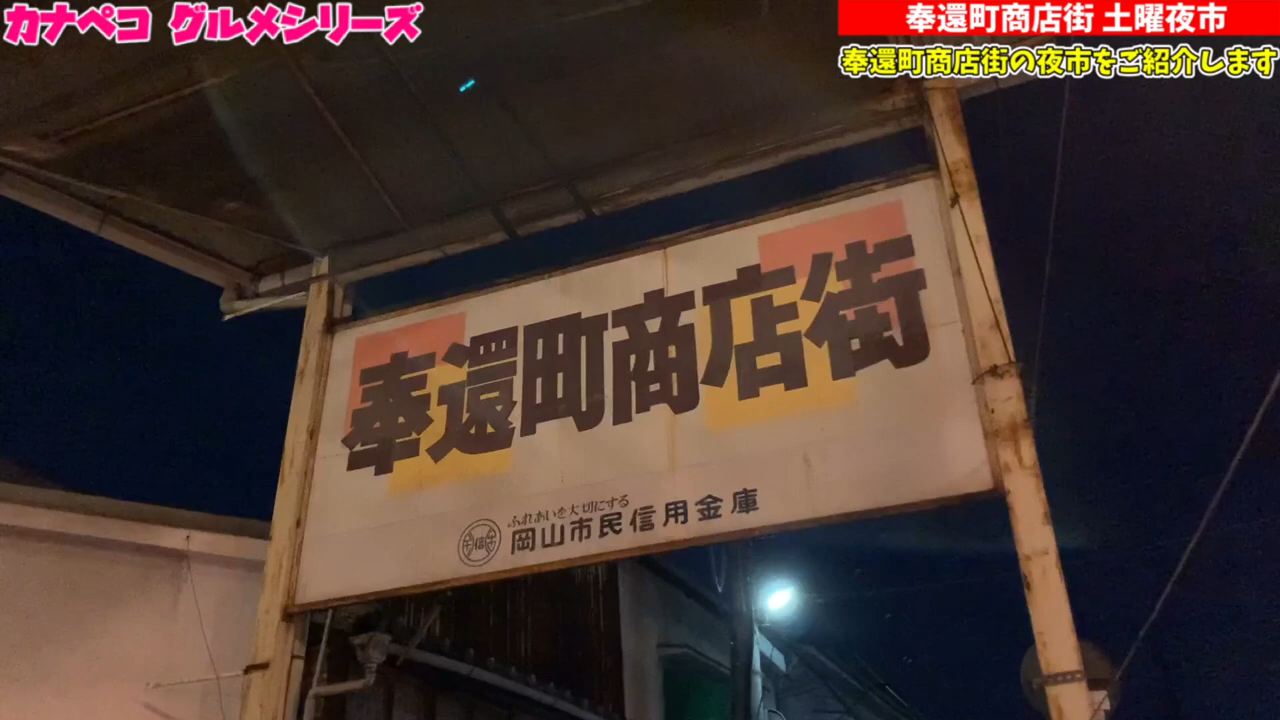 カナペコ グルメシリーズ
奉還町商店街 土曜夜市
奉還町商店街の夜市をご紹介します
奉還町商店街
ふれあいを大切にする
岡山市民信用金庫